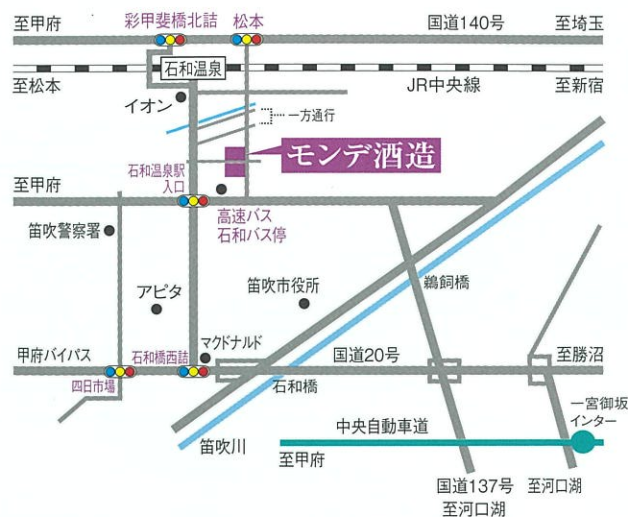 至甲府
彩甲斐橋北詰
松本
国道140号
至埼玉
石和温泉
至松本
JR中央線
至新宿
イオン
一方通行
モンデ酒造
石和温泉駅
入口
至甲府
高速バス
石和バス停
笛吹警察署
鵜飼橋
アピタ
笛吹市役所
甲府バイパス
石和橋西詰
マクドナルド
国道20号
至勝沼
四日市場
石和橋
一宮御坂
インター
笛吹川
中央自動車道
至甲府
国道137号
至河口湖
至河口湖